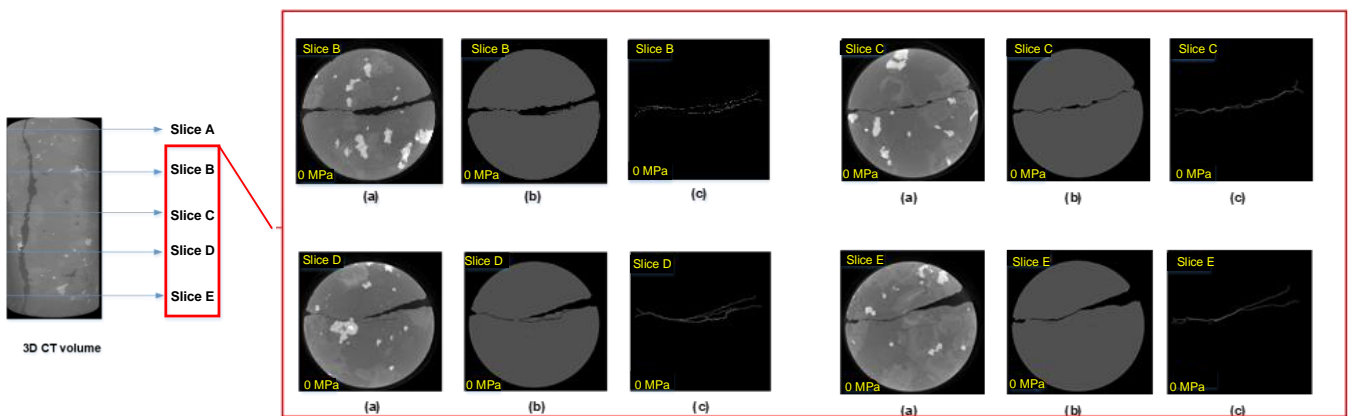 Slice A
Slice B
Slice C
Slice D
Slice E
3D CT volume
Slice B
0 MPa
(a)
Slice B
(b)
Slice B
0 MPa
(c)
Slice C
0 MPa
(a)
Slice C
0 MPa
(b)
Slice C
0 MPa
(c)
Slice D
0 MPa
(a)
Slice D
0 MPa
(b)
Slice D
0 MPa
(c)
Slice E
0 MPa
(a)
Slice E
0 MPa
(b)
Slice E
0 MPa
(c)